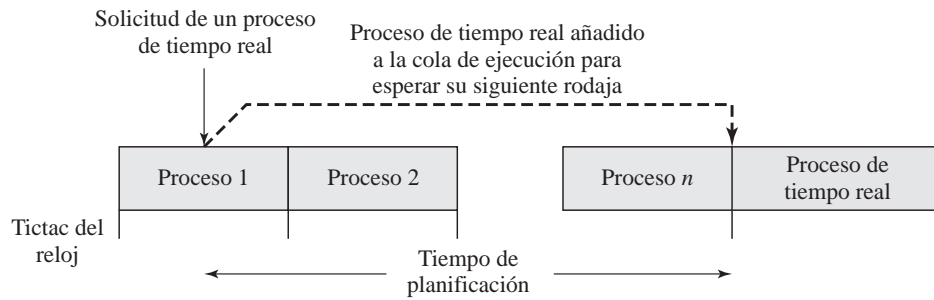 Solicitud de un proceso
de tiempo real
Proceso de tiempo real añadido
a la cola de ejecución para
esperar su siguiente rodaja
Proceso 1
Proceso 2
Proceso n
Proceso de
tiempo real
Tictac del
reloj
Tiempo de
planificación